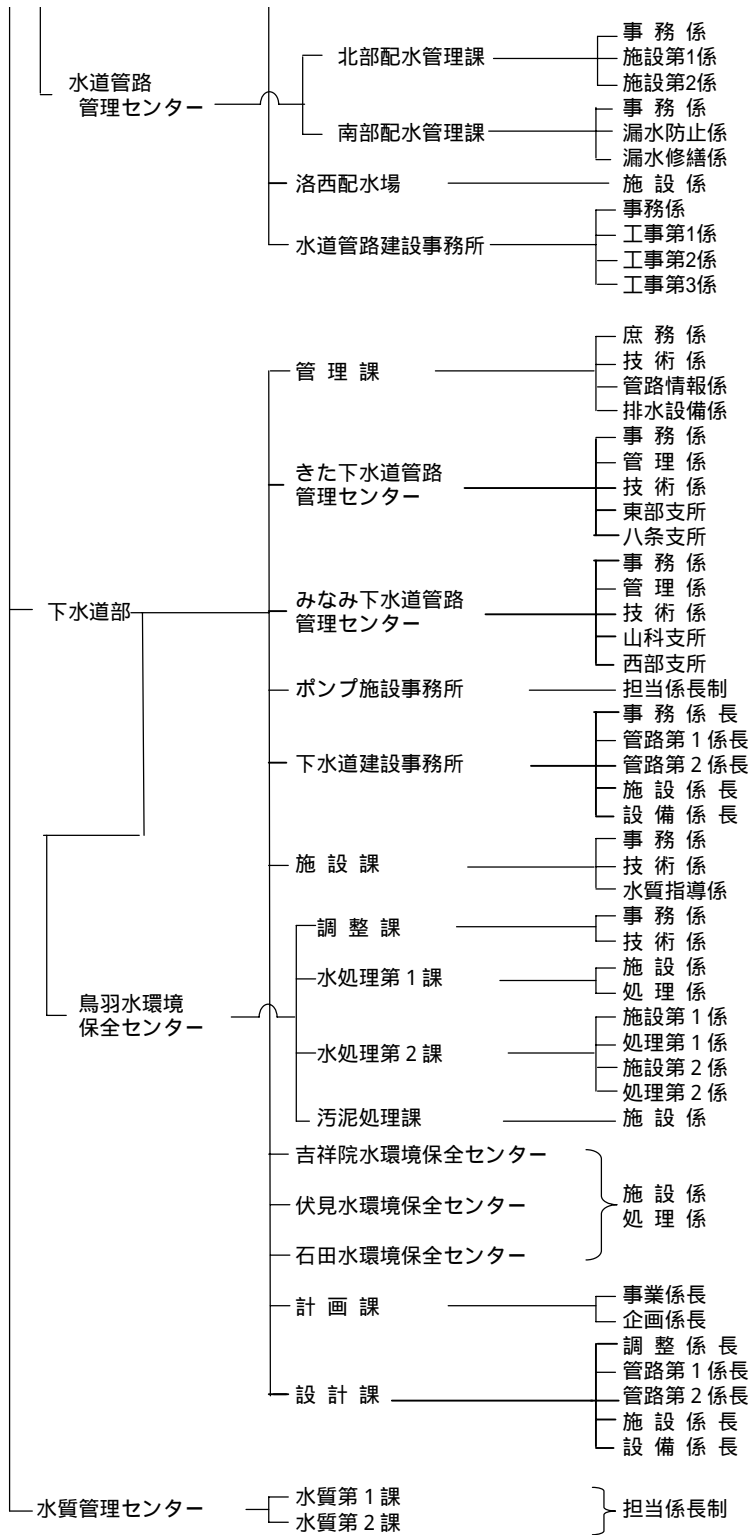 水道管路
管理センター
北部配水管理課
事務係
施設第1係
施設第2係
南部配水管理課
事務係
漏水防止係
漏水修繕係
洛西配水場
施設係
水道管路建設事務所
事務係
工事第1係
工事第2係
工事第3係
下水道部
管理課
庶務係
技術係
管路情報係
排水設備係
きた下水道管路
管理センター
事務係
管理係
技術係
東部支所
八条支所
みなみ下水道管路
管理センター
事務係
管理係
技術係
山科支所
西部支所
ポンプ施設事務所
担当係長制
下水道建設事務所
事務係長
管路第1係長
管路第2係長
施設係長
設備係長
施設課
事務係
技術係
水質指導係
鳥羽水環境
保全センター
調整課
事務係
技術係
水処理第1課
施設係
処理係
水処理第2課
施設第1係
処理第1係
施設第2係
処理第2係
汚泥処理課
施設係
吉祥院水環境保全センター
伏見水環境保全センター
石田水環境保全センター
施設係
処理係
計画課
事業係長
企画係長
設計課
調整係長
管路第1係長
管路第2係長
施設係長
設備係長
水質管理センター
水質第1課
水質第2課
担当係長制